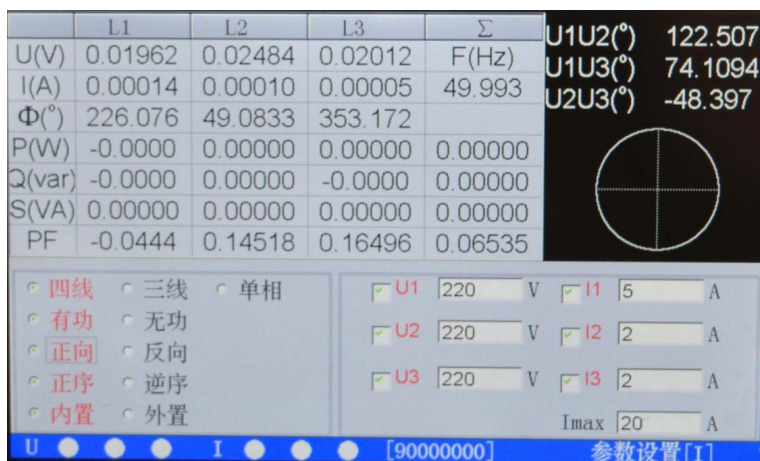 L1 L2 L3 Σ
U(V) 0.01962 0.02484 0.02012 F(Hz)
I(A) 0.00014 0.00010 0.00005 49.993
Φ(°) 226.076 49.0833 353.172
P(W) -0.0000 0.00000 0.00000 0.00000
Q(var) -0.0000 0.00000 -0.0000 0.00000
S(VA) 0.00000 0.00000 0.00000 0.00000
PF -0.0444 0.14518 0.16496 0.06535
U1U2(°) 122.507
U1U3(°) 74.1094
U2U3(°) -48.397
四线 三线 单相
有功 无功
正向 反向
正序 逆序
内置 外置
U1 220 V I1 5 A
U2 220 V I2 2 A
U3 220 V I3 2 A
Imax 20 A
U I [90000000] 参数设置[I]